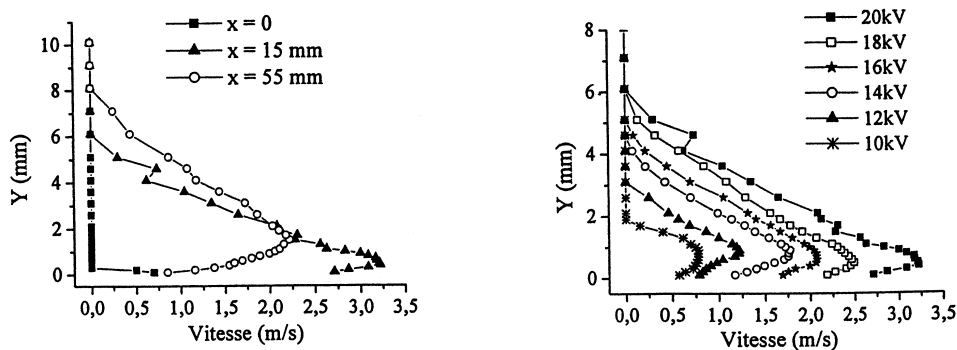 x = 0
x = 15 mm
x = 55 mm
Y (mm)
10
8
6
4
2
0
0,0 0,5 1,0 1,5 2,0 2,5 3,0 3,5
Vitesse (m/s)
20kV
18kV
16kV
14kV
12kV
10kV
Y (mm)
8
6
4
2
0
0,0 0,5 1,0 1,5 2,0 2,5 3,0 3,5
Vitesse (m/s)